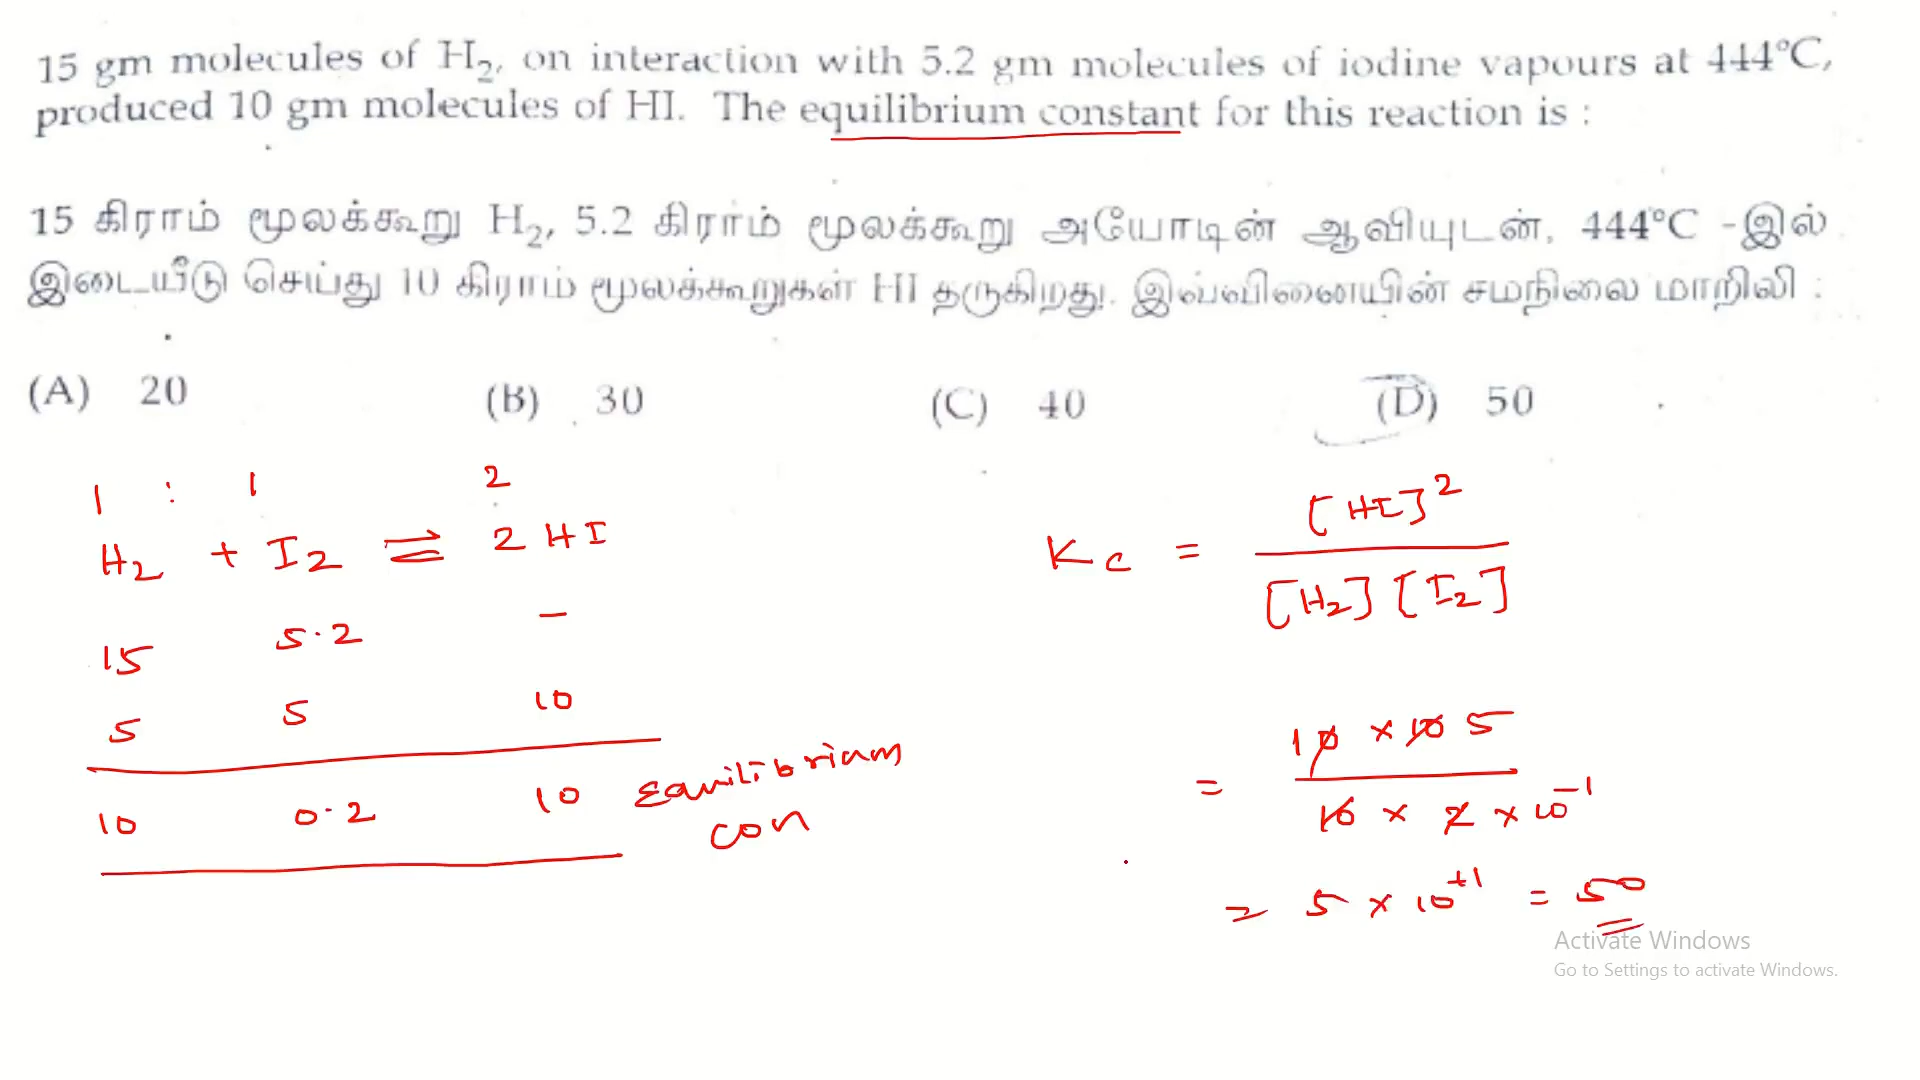 15 gm molecules of H₂, on interaction with 5.2 gm molecules of iodine vapours at 444°C,
produced 10 gm molecules of HI. The equilibrium constant for this reaction is :
15 கிராம் மூலக்கூறு H₂, 5.2 கிராம் மூலக்கூறு அயோடின் ஆவியுடன், 444°C -இல்
இடையீடு செய்து 10 கிராம் மூலக்கூறுகள் HI தருகிறது. இவ்வினையின் சமநிலை மாறிலி :
(A) 20 (B) 30 (C) 40 (D) 50
1 : 1 2
H₂ + I₂ ⇌ 2 HI
15 5.2 –
5 5 10
10 0.2 10 Equilibrium
con
Kc = [HI]²
[H₂] [I₂]
= 10 × 10 5
10 × 2 × 10⁻¹
= 5 × 10⁺¹ = 50
Activate Windows
Go to Settings to activate Windows.